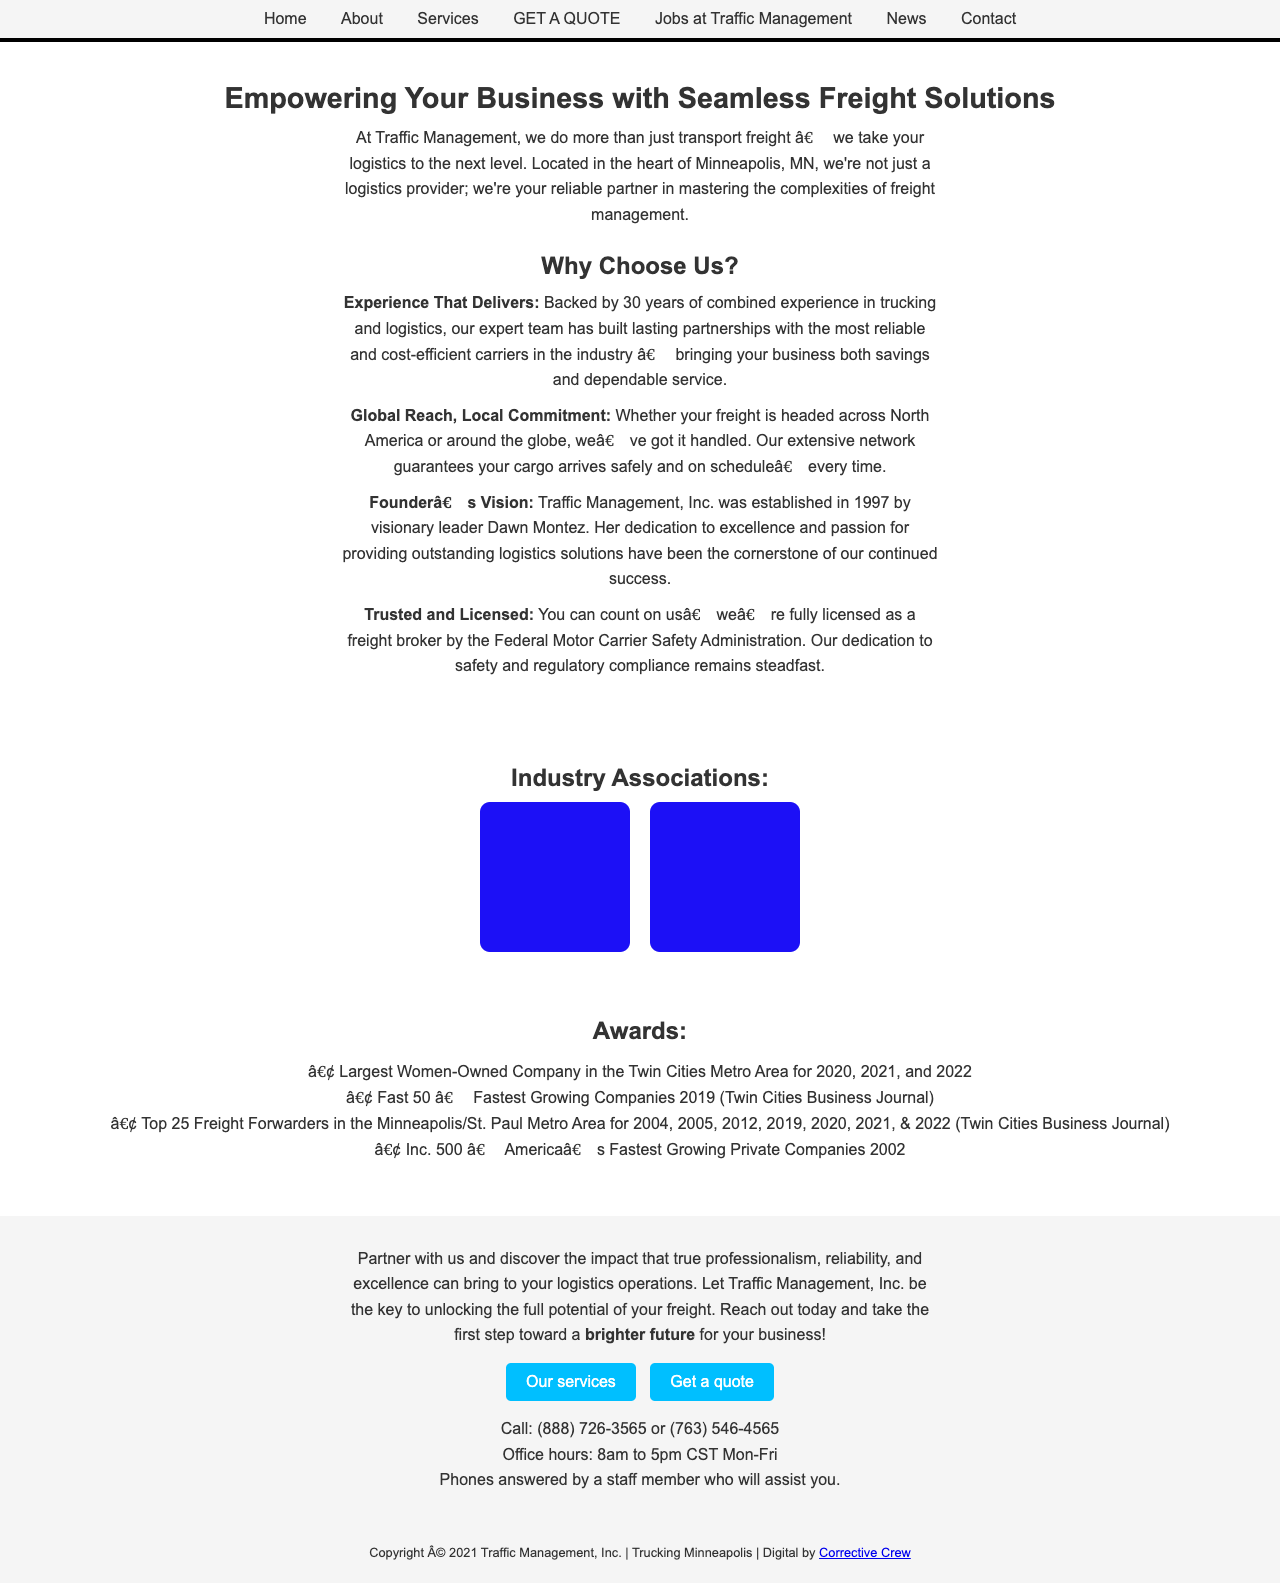 Home About Services GET A QUOTE Jobs at Traffic Management News Contact
Empowering Your Business with Seamless Freight Solutions
At Traffic Management, we do more than just transport freight â€ we take your
logistics to the next level. Located in the heart of Minneapolis, MN, we're not just a
logistics provider; we're your reliable partner in mastering the complexities of freight
management.
Why Choose Us?
Experience That Delivers: Backed by 30 years of combined experience in trucking
and logistics, our expert team has built lasting partnerships with the most reliable
and cost-efficient carriers in the industry â€ bringing your business both savings
and dependable service.
Global Reach, Local Commitment: Whether your freight is headed across North
America or around the globe, weâ€ ve got it handled. Our extensive network
guarantees your cargo arrives safely and on scheduleâ€ every time.
Founderâ€ s Vision: Traffic Management, Inc. was established in 1997 by
visionary leader Dawn Montez. Her dedication to excellence and passion for
providing outstanding logistics solutions have been the cornerstone of our continued
success.
Trusted and Licensed: You can count on usâ€ weâ€ re fully licensed as a
freight broker by the Federal Motor Carrier Safety Administration. Our dedication to
safety and regulatory compliance remains steadfast.
Industry Associations:
Awards:
â€¢ Largest Women-Owned Company in the Twin Cities Metro Area for 2020, 2021, and 2022
â€¢ Fast 50 â€ Fastest Growing Companies 2019 (Twin Cities Business Journal)
â€¢ Top 25 Freight Forwarders in the Minneapolis/St. Paul Metro Area for 2004, 2005, 2012, 2019, 2020, 2021, & 2022 (Twin Cities Business Journal)
â€¢ Inc. 500 â€ Americaâ€ s Fastest Growing Private Companies 2002
Partner with us and discover the impact that true professionalism, reliability, and
excellence can bring to your logistics operations. Let Traffic Management, Inc. be
the key to unlocking the full potential of your freight. Reach out today and take the
first step toward a brighter future for your business!
Our services Get a quote
Call: (888) 726-3565 or (763) 546-4565
Office hours: 8am to 5pm CST Mon-Fri
Phones answered by a staff member who will assist you.
Copyright Â© 2021 Traffic Management, Inc. | Trucking Minneapolis | Digital by Corrective Crew